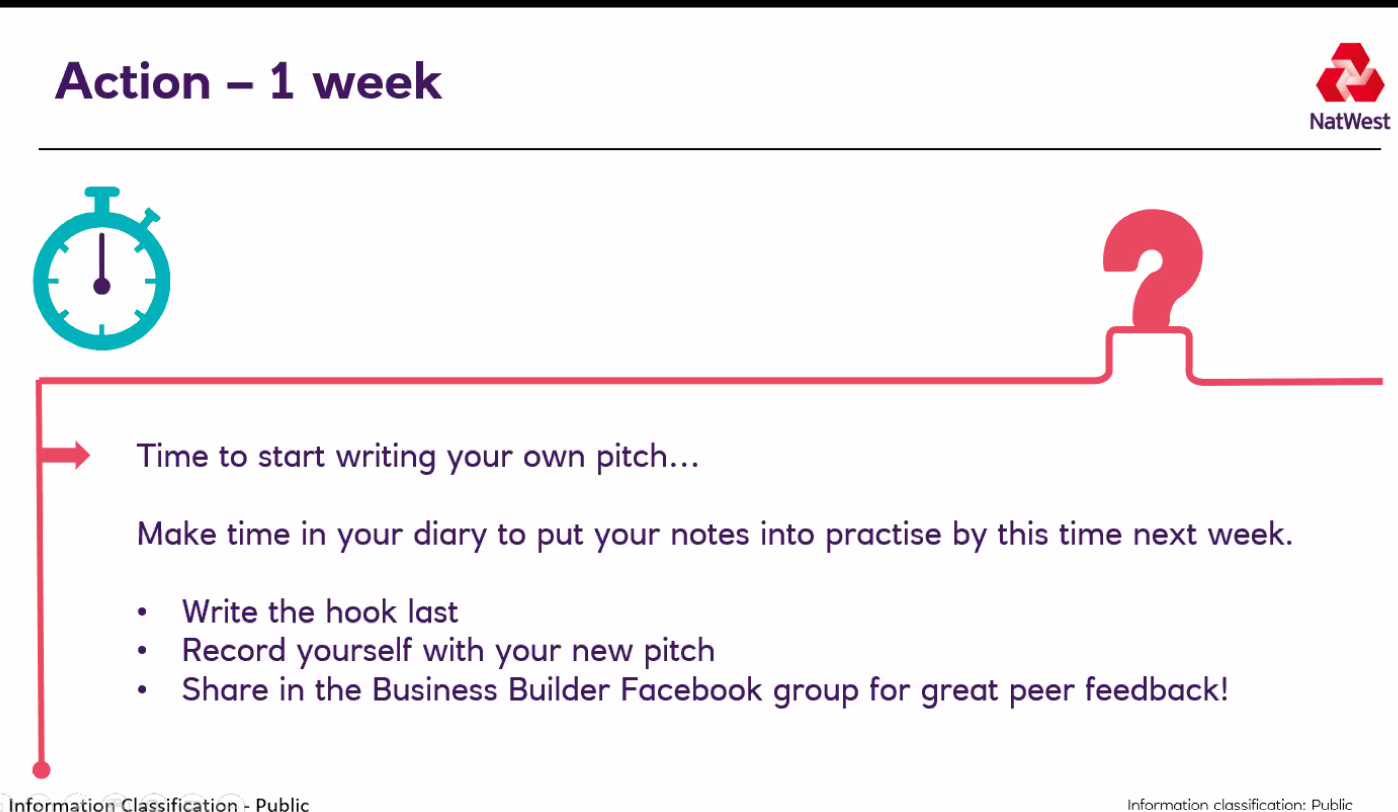 Action – 1 week
NatWest
Time to start writing your own pitch...
Make time in your diary to put your notes into practise by this time next week.
• Write the hook last
• Record yourself with your new pitch
• Share in the Business Builder Facebook group for great peer feedback!
Information Classification - Public
Information classification: Public